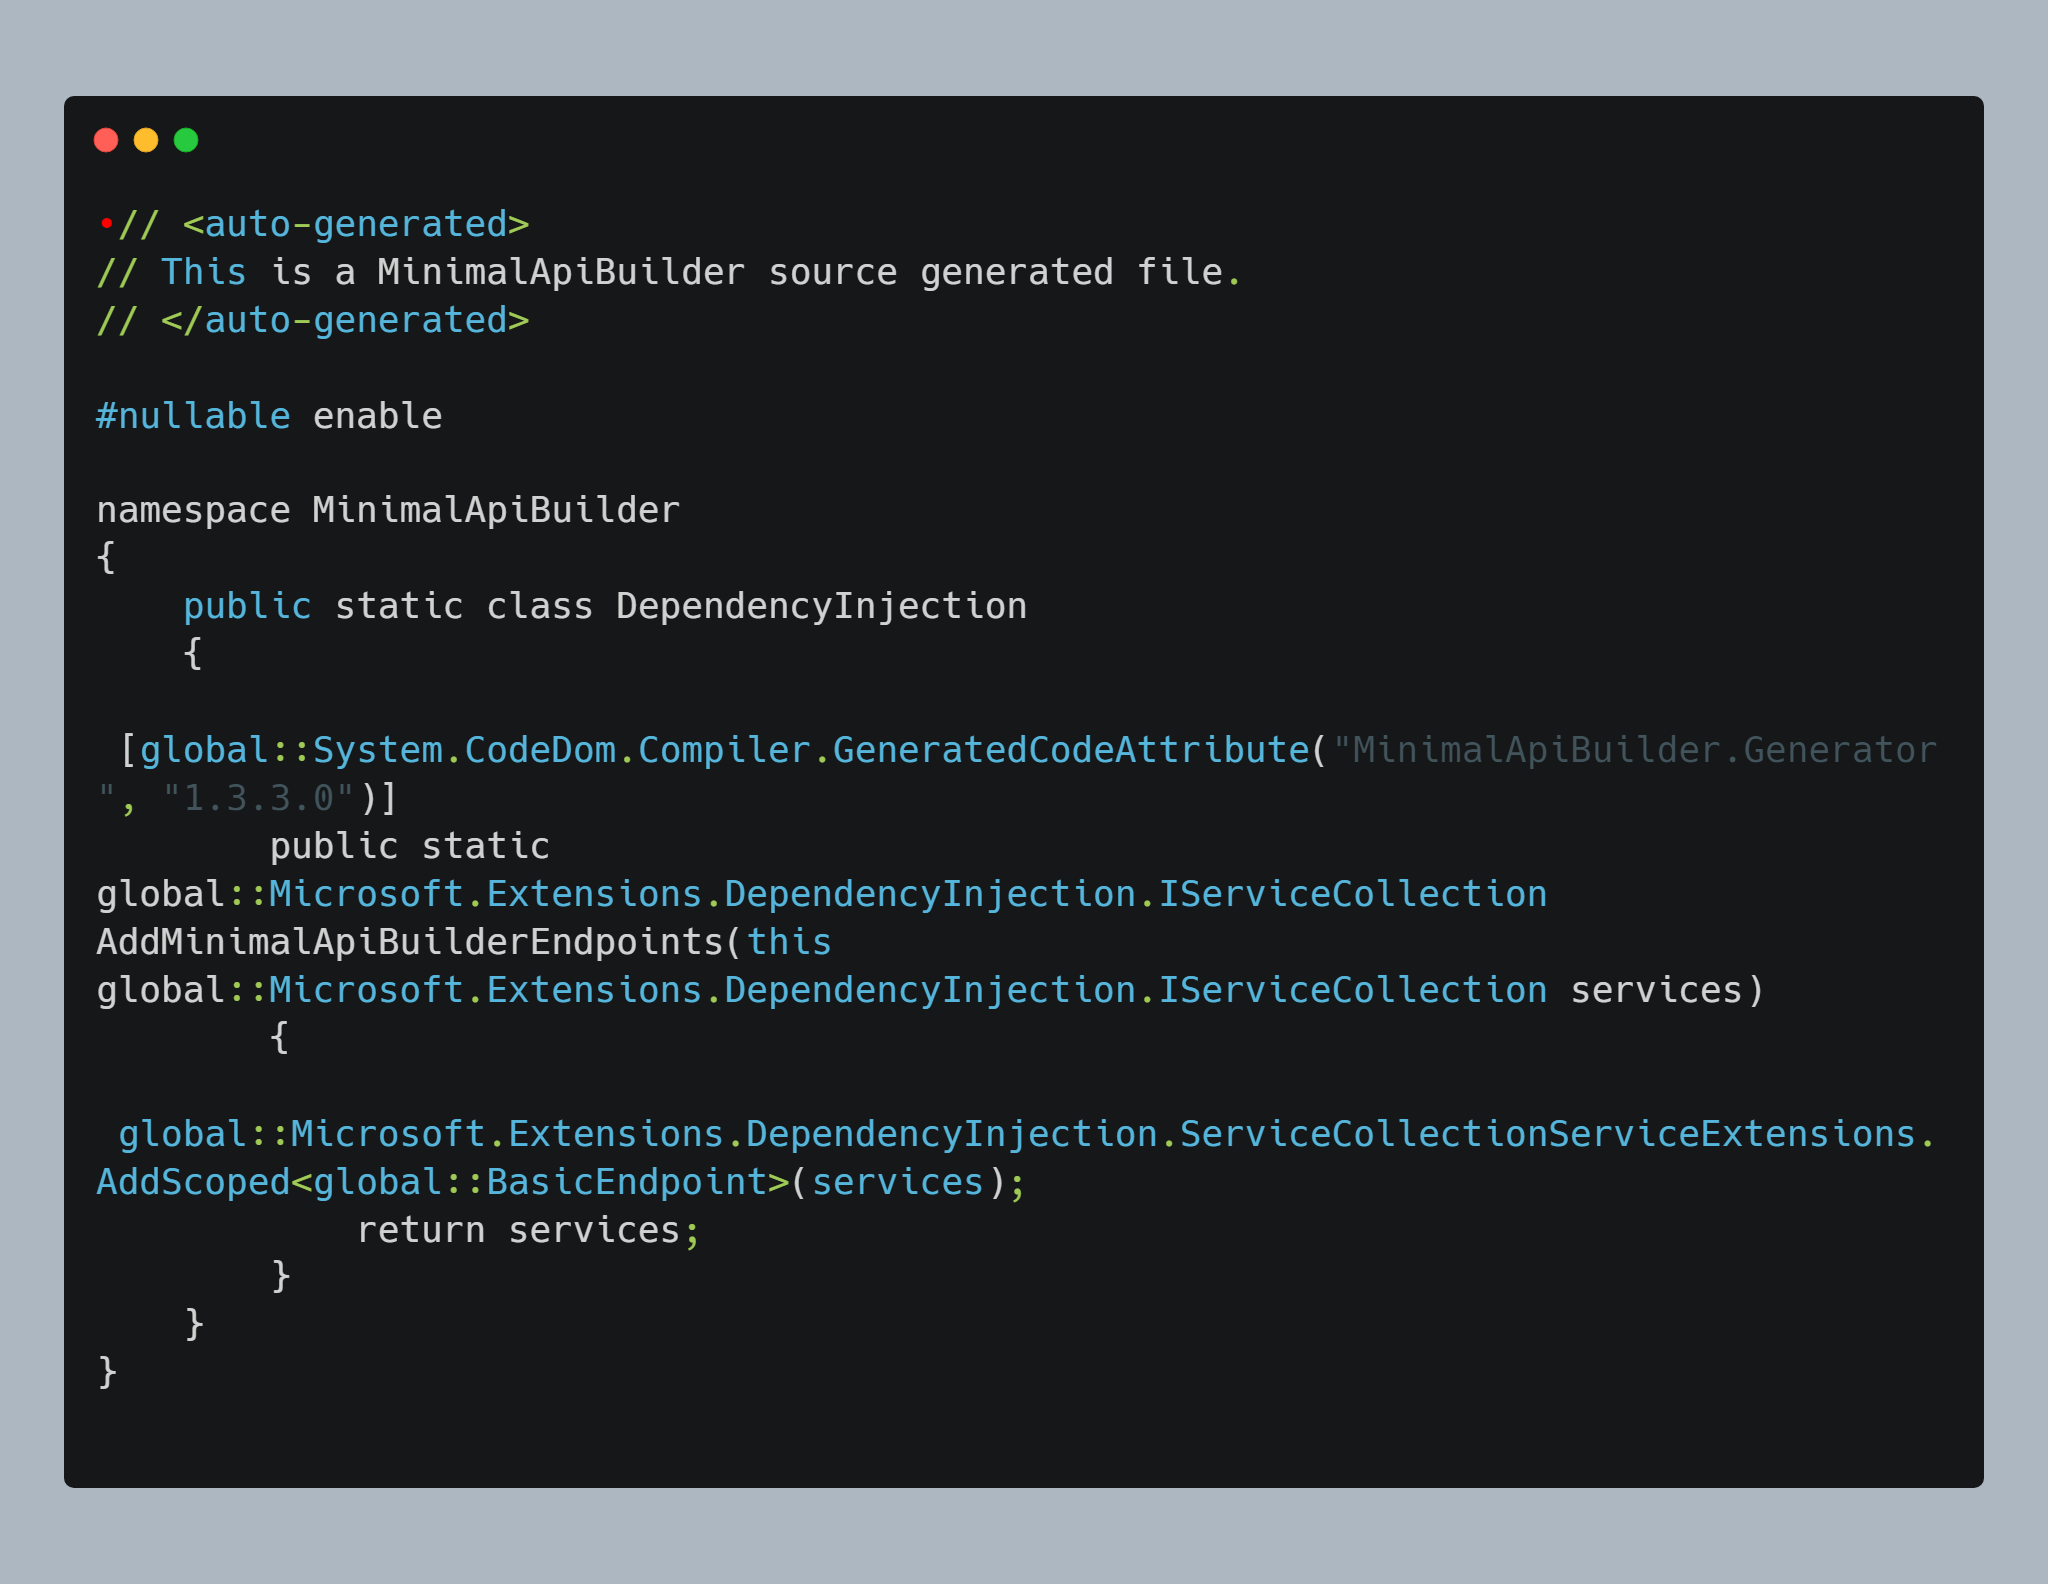 •// <auto-generated>
// This is a MinimalApiBuilder source generated file.
// </auto-generated>

#nullable enable

namespace MinimalApiBuilder
{
    public static class DependencyInjection
    {

 [global::System.CodeDom.Compiler.GeneratedCodeAttribute("MinimalApiBuilder.Generator
", "1.3.3.0")]
        public static
global::Microsoft.Extensions.DependencyInjection.IServiceCollection
AddMinimalApiBuilderEndpoints(this
global::Microsoft.Extensions.DependencyInjection.IServiceCollection services)
        {

 global::Microsoft.Extensions.DependencyInjection.ServiceCollectionServiceExtensions.
AddScoped<global::BasicEndpoint>(services);
            return services;
        }
    }
}